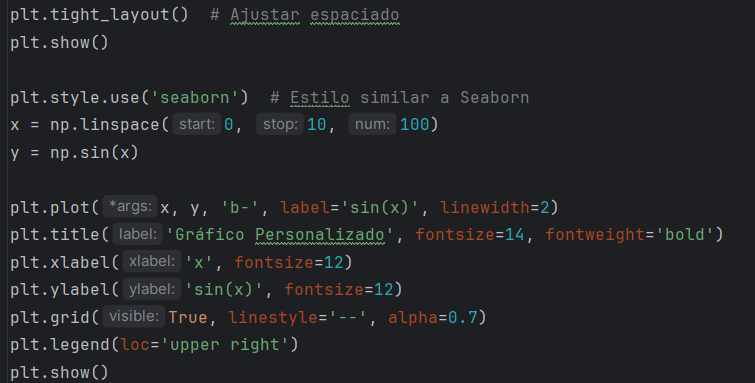 plt.tight_layout()  # Ajustar espaciado
plt.show()
plt.style.use('seaborn')  # Estilo similar a Seaborn
x = np.linspace(start: 0, stop: 10, num: 100)
y = np.sin(x)
plt.plot(*args: x, y, 'b-', label='sin(x)', linewidth=2)
plt.title(label: 'Gráfico Personalizado', fontsize=14, fontweight='bold')
plt.xlabel(xlabel: 'x', fontsize=12)
plt.ylabel(ylabel: 'sin(x)', fontsize=12)
plt.grid(visible: True, linestyle='--', alpha=0.7)
plt.legend(loc='upper right')
plt.show()